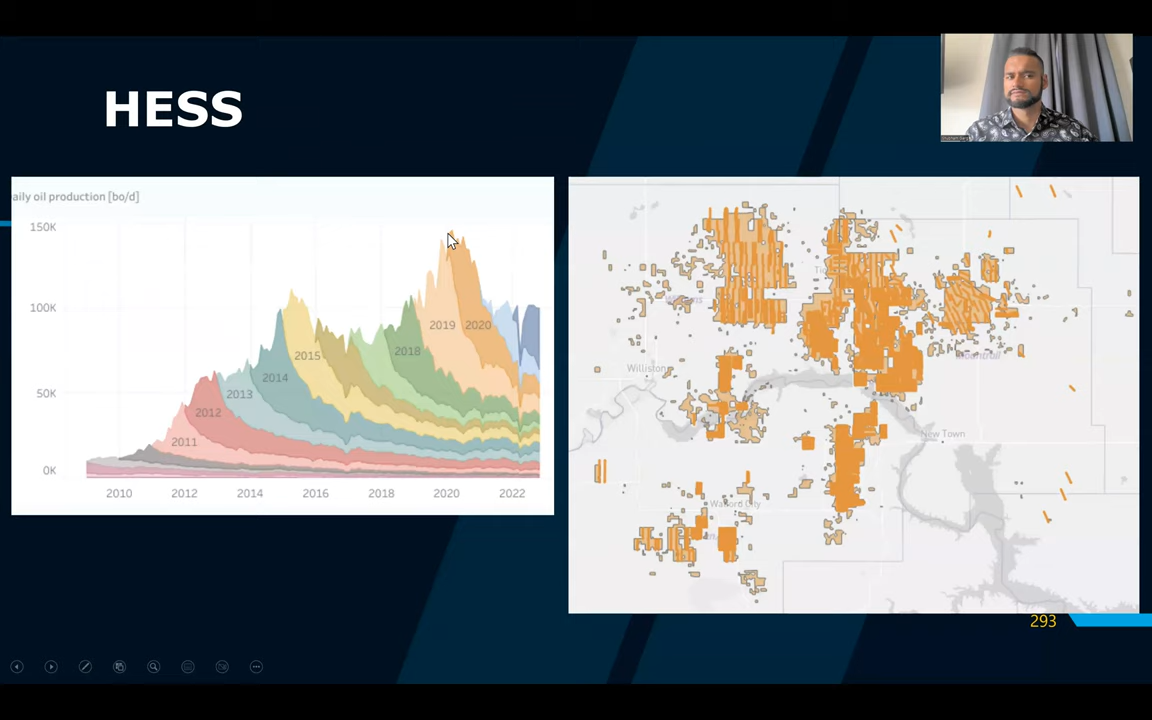 HESS
aily oil production [bo/d]
150K
100K
50K
0K
2011
2012
2013
2014
2015
2018
2019
2020
2010
2012
2014
2016
2018
2020
2022
Williston
New Town
Watford City
293